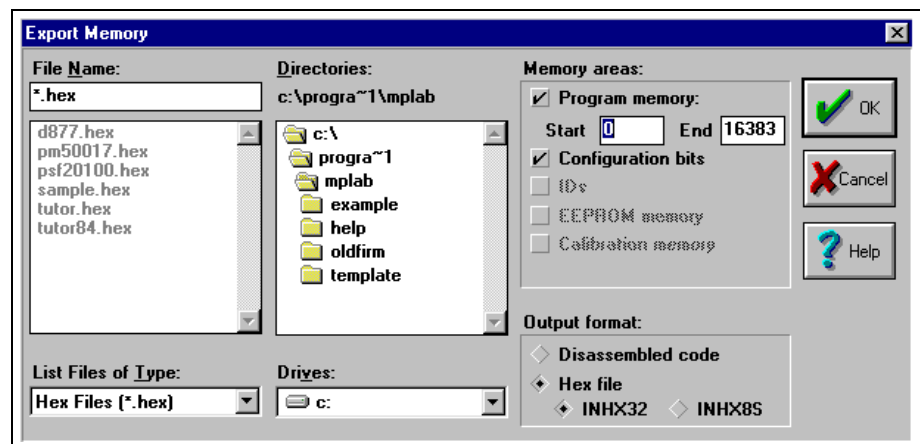 Export Memory
File Name:
*.hex
d877.hex
pm50017.hex
psf20100.hex
sample.hex
tutor.hex
tutor84.hex
List Files of Type:
Hex Files (*.hex)
Directories:
c:\progra~1\mplab
c:\
progra~1
mplab
example
help
oldfirm
template
Drives:
c:
Memory areas:
Program memory:
Start 0 End 16383
Configuration bits
IDs
EEPROM memory
Calibration memory
Output format:
Disassembled code
Hex file
INHX32 INHX8S
OK
Cancel
Help